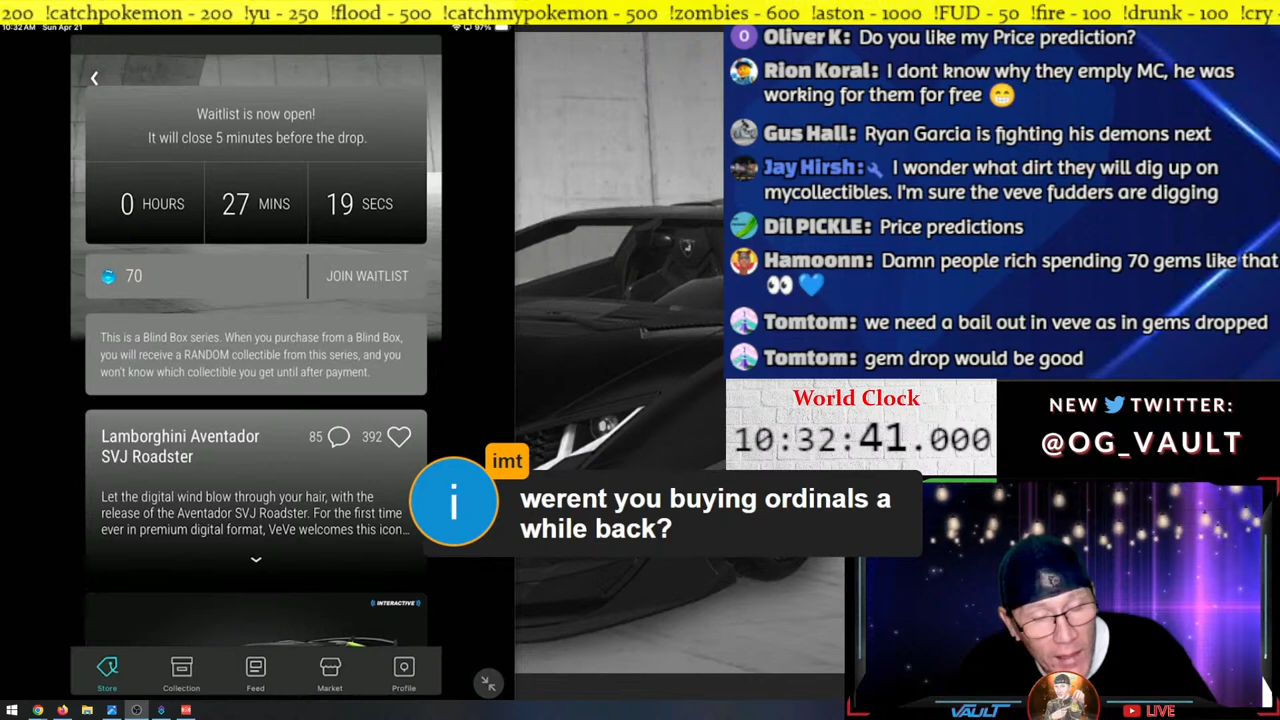 200 !catchpokemon - 200 !yu - 250 !flood - 500 !catchmypokemon - 500 !zombies - 600 !aston - 1000 !FUD - 50 !fire - 100 !drunk - 100 !cry -
10:32 AM Sun Apr 21
97%
Waitlist is now open!
It will close 5 minutes before the drop.
0 HOURS 27 MINS 19 SECS
70 JOIN WAITLIST
This is a Blind Box series. When you purchase from a Blind Box,
you will receive a RANDOM collectible from this series, and you
won't know which collectible you get until after payment.
Lamborghini Aventador
SVJ Roadster
85 392
Let the digital wind blow through your hair, with the
release of the Aventador SVJ Roadster. For the first time
ever in premium digital format, VeVe welcomes this icon...
INTERACTIVE
Store Collection Feed Market Profile
O
Oliver K: Do you like my Price prediction?
Rion Koral: I dont know why they emply MC, he was
working for them for free 😁
Gus Hall: Ryan Garcia is fighting his demons next
Jay Hirsh: I wonder what dirt they will dig up on
mycollectibles. I'm sure the veve fudders are digging
Dil PICKLE: Price predictions
Hamoonn: Damn people rich spending 70 gems like that
👀💙
Tomtom: we need a bail out in veve as in gems dropped
Tomtom: gem drop would be good
World Clock
10:32:41.000
NEW TWITTER:
@OG_VAULT
imt
i
werent you buying ordinals a
while back?
VAULT
LIVE